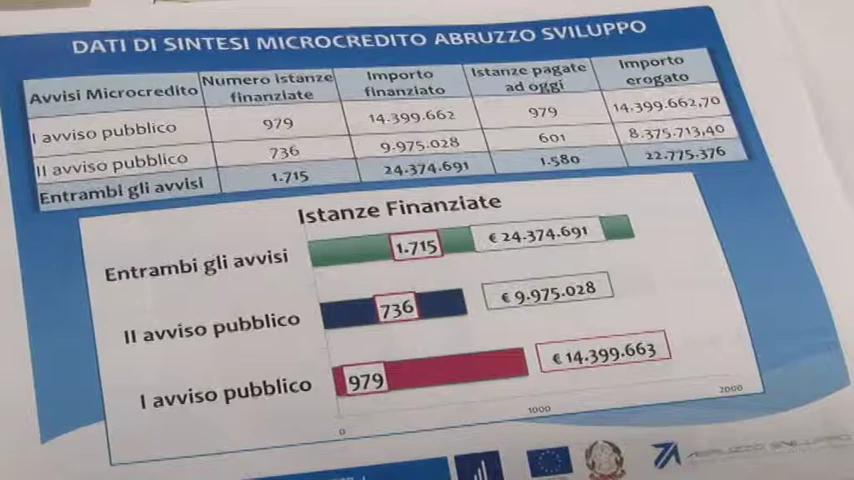 DATI DI SINTESI MICROCREDITO ABRUZZO SVILUPPO
Avvisi Microcredito Numero istanze finanziate Importo finanziato Istanze pagate ad oggi Importo erogato
I avviso pubblico 979 14.399.662 979 14.399.662,70
II avviso pubblico 736 9.975.028 601 8.375.713,40
Entrambi gli avvisi 1.715 24.374.691 1.580 22.775.376
Istanze Finanziate
Entrambi gli avvisi 1.715 € 24.374.691
II avviso pubblico 736 € 9.975.028
I avviso pubblico 979 € 14.399.663
0 1000 2000
ABRUZZO SVILUPPO